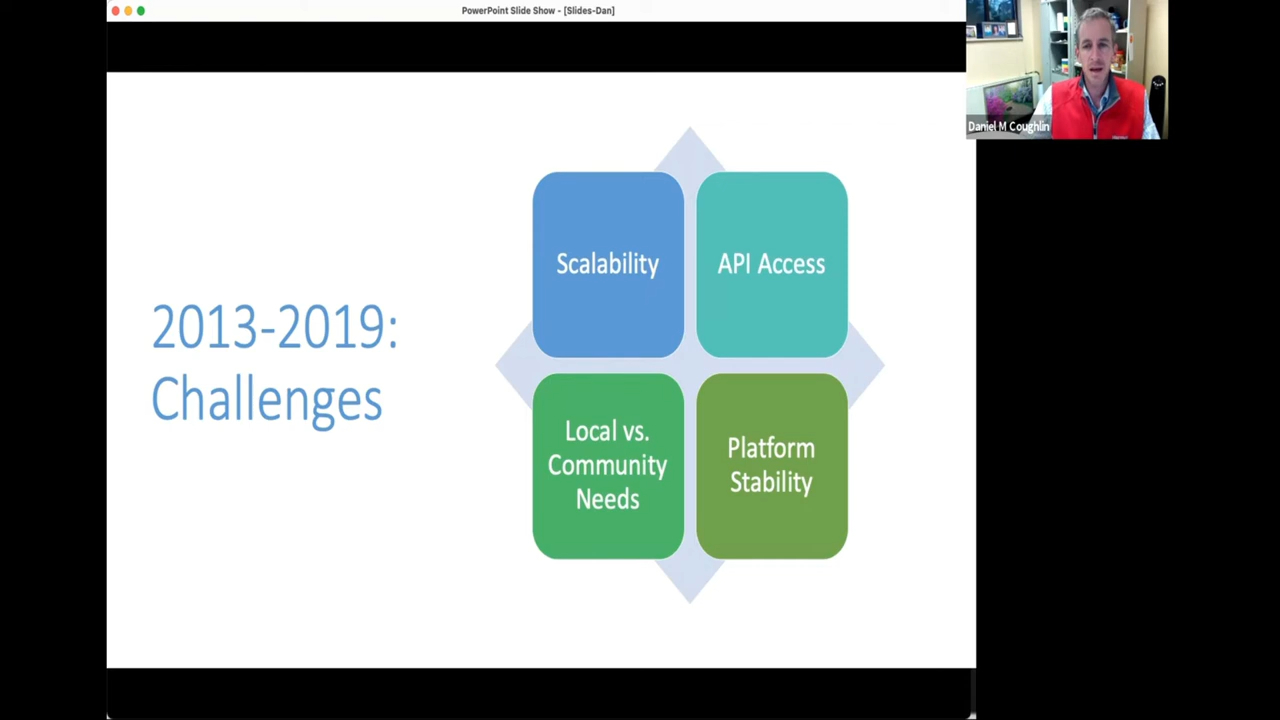 PowerPoint Slide Show - [Slides-Dan]
Daniel M Coughlin
2013-2019:
Challenges
Scalability
API Access
Local vs.
Community
Needs
Platform
Stability